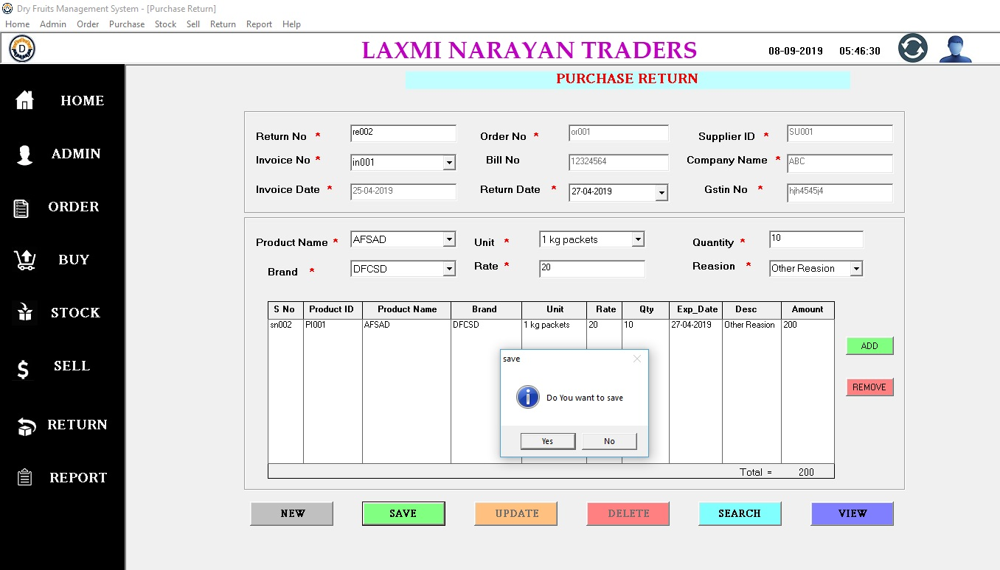 Dry Fruits Management System - [Purchase Return]
Home Admin Order Purchase Stock Sell Return Report Help
D LAXMI NARAYAN TRADERS 08-09-2019 05:46:30
PURCHASE RETURN
HOME
ADMIN
ORDER
BUY
STOCK
SELL
RETURN
REPORT
Return No * re002 Order No * or001 Supplier ID * SU001
Invoice No * in001 Bill No 12324564 Company Name * ABC
Invoice Date * 25-04-2019 Return Date * 27-04-2019 Gstin No * hjh4545j4
Product Name * AFSAD Unit * 1 kg packets Quantity * 10
Brand * DFCSD Rate * 20 Reasion * Other Reasion
S No Product ID Product Name Brand Unit Rate Qty Exp_Date Desc Amount
sn002 PI001 AFSAD DFCSD 1 kg packets 20 10 27-04-2019 Other Reasion 200
ADD
REMOVE
save
Do You want to save
Yes No
Total = 200
NEW SAVE UPDATE DELETE SEARCH VIEW